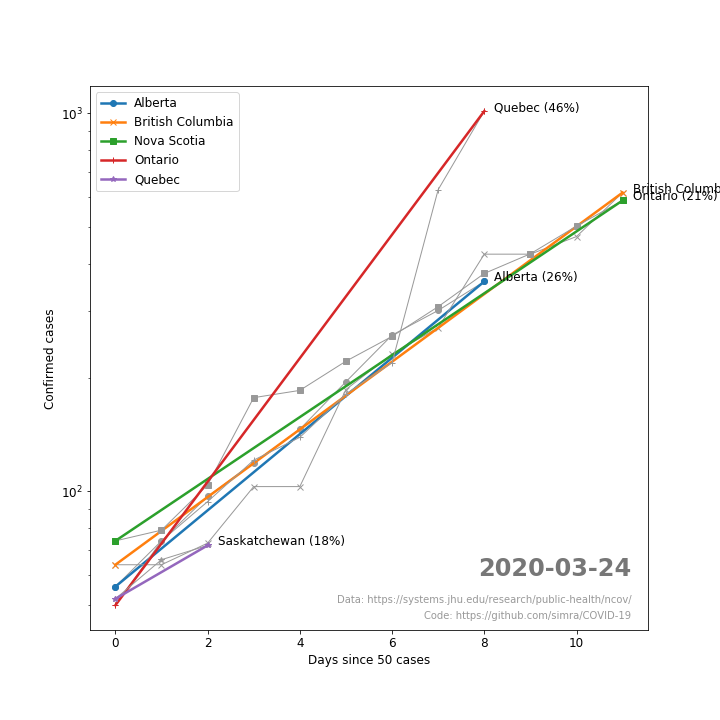 Alberta
British Columbia
Nova Scotia
Ontario
Quebec
10³
10²
Confirmed cases
Quebec (46%)
British Columb
Ontario (21%)
Alberta (26%)
Saskatchewan (18%)
2020-03-24
Data: https://systems.jhu.edu/research/public-health/ncov/
Code: https://github.com/simra/COVID-19
0 2 4 6 8 10
Days since 50 cases